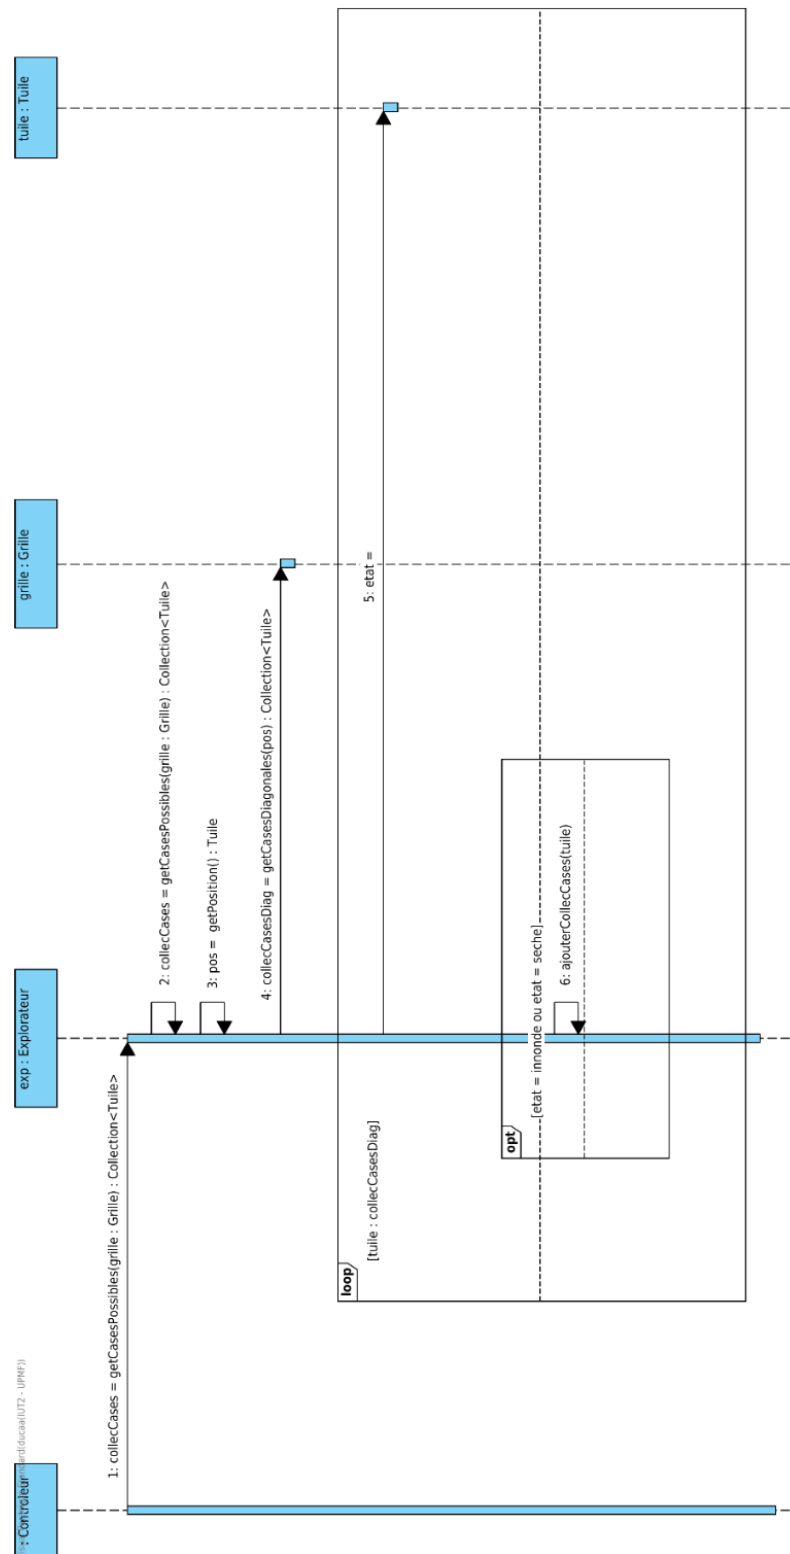 : Controleur
exp : Explorateur
grille : Grille
tuile : Tuile
1: collecCases = getCasesPossibles(grille : Grille) : Collection<Tuile>
2: collecCases = getCasesPossibles(grille : Grille) : Collection<Tuile>
3: pos = getPosition() : Tuile
4: collecCasesDiag = getCasesDiagonales(pos) : Collection<Tuile>
loop
[tuile : collecCasesDiag]
5: etat =
opt
[etat = innonde ou etat = seche]
6: ajouterCollecCases(tuile)
(ducaa(IUT2 - UPMF))